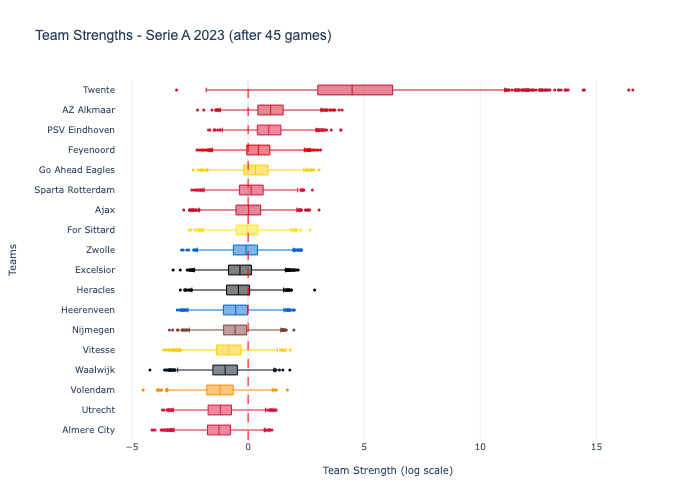 Team Strengths - Serie A 2023 (after 45 games)
Teams
Twente
AZ Alkmaar
PSV Eindhoven
Feyenoord
Go Ahead Eagles
Sparta Rotterdam
Ajax
For Sittard
Zwolle
Excelsior
Heracles
Heerenveen
Nijmegen
Vitesse
Waalwijk
Volendam
Utrecht
Almere City
−5 0 5 10 15
Team Strength (log scale)